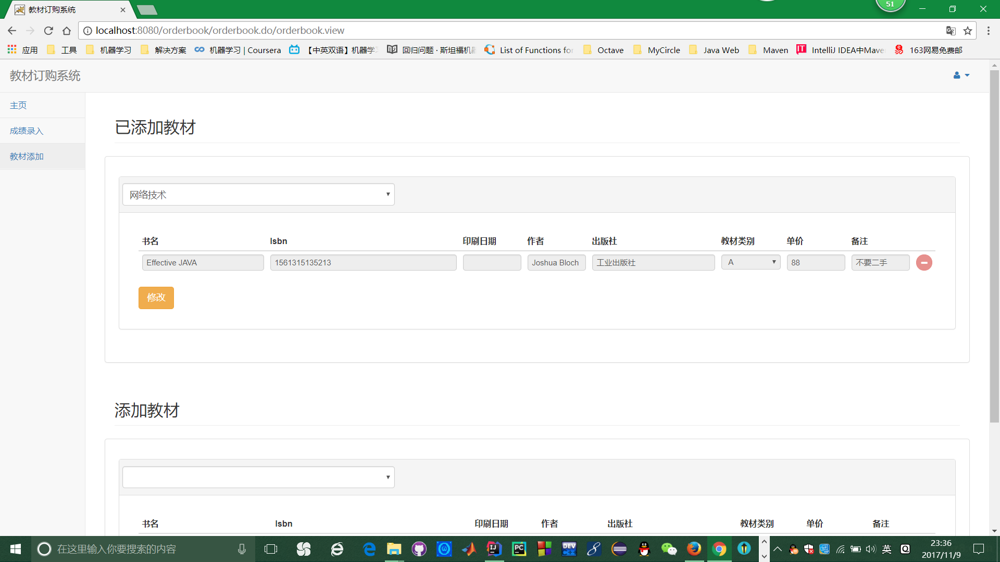 教材订购系统
51
localhost:8080/orderbook/orderbook.do/orderbook.view
应用 工具 机器学习 解决方案 机器学习 | Coursera 【中英双语】机器学 回归问题 · 斯坦福机 List of Functions for Octave MyCircle Java Web Maven IT IntelliJ IDEA中Mave 163网易免费邮
教材订购系统
主页
成绩录入
教材添加
已添加教材
网络技术
书名 Isbn 印刷日期 作者 出版社 教材类别 单价 备注
Effective JAVA 1561315135213 Joshua Bloch 工业出版社 A 88 不要二手
修改
添加教材
书名 Isbn 印刷日期 作者 出版社 教材类别 单价 备注
在这里输入你要搜索的内容
IJ PC DEV C++ 英 Q
23:36
2017/11/9